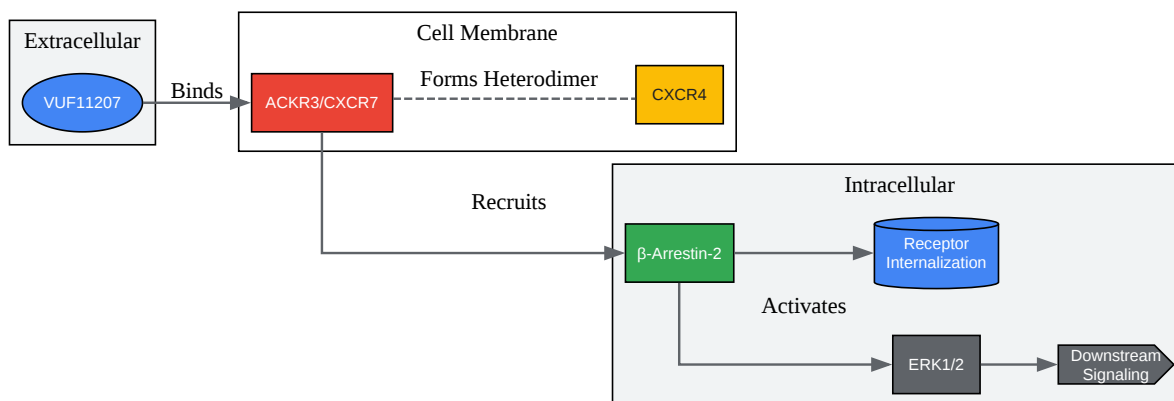 Extracellular
VUF11207
Binds
Cell Membrane
ACKR3/CXCR7
Forms Heterodimer
CXCR4
Recruits
Intracellular
β-Arrestin-2
Receptor
Internalization
Activates
ERK1/2
Downstream
Signaling